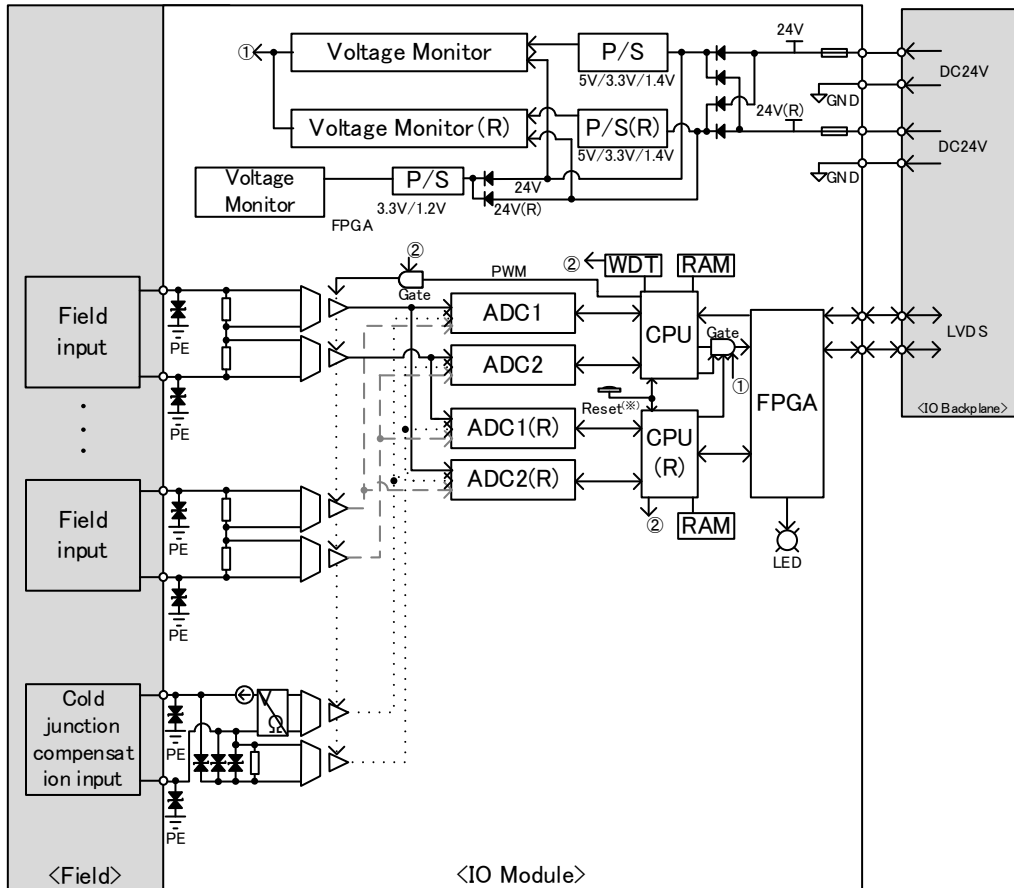 24V
①
Voltage Monitor
P/S
5V/3.3V/1.4V
DC24V
GND
24V(R)
Voltage Monitor(R)
P/S(R)
5V/3.3V/1.4V
DC24V
GND
Voltage
Monitor
P/S
24V
24V(R)
3.3V/1.2V
FPGA
②
②
WDT
RAM
PWM
Gate
Field
input
PE
ADC1
CPU
Gate
LVDS
ADC2
①
FPGA
PE
Reset(※)
<IO Backplane>
ADC1(R)
CPU
(R)
ADC2(R)
Field
input
PE
②
RAM
LED
PE
Cold
junction
compensat
ion input
V
Ω
PE
PE
<Field>
<IO Module>